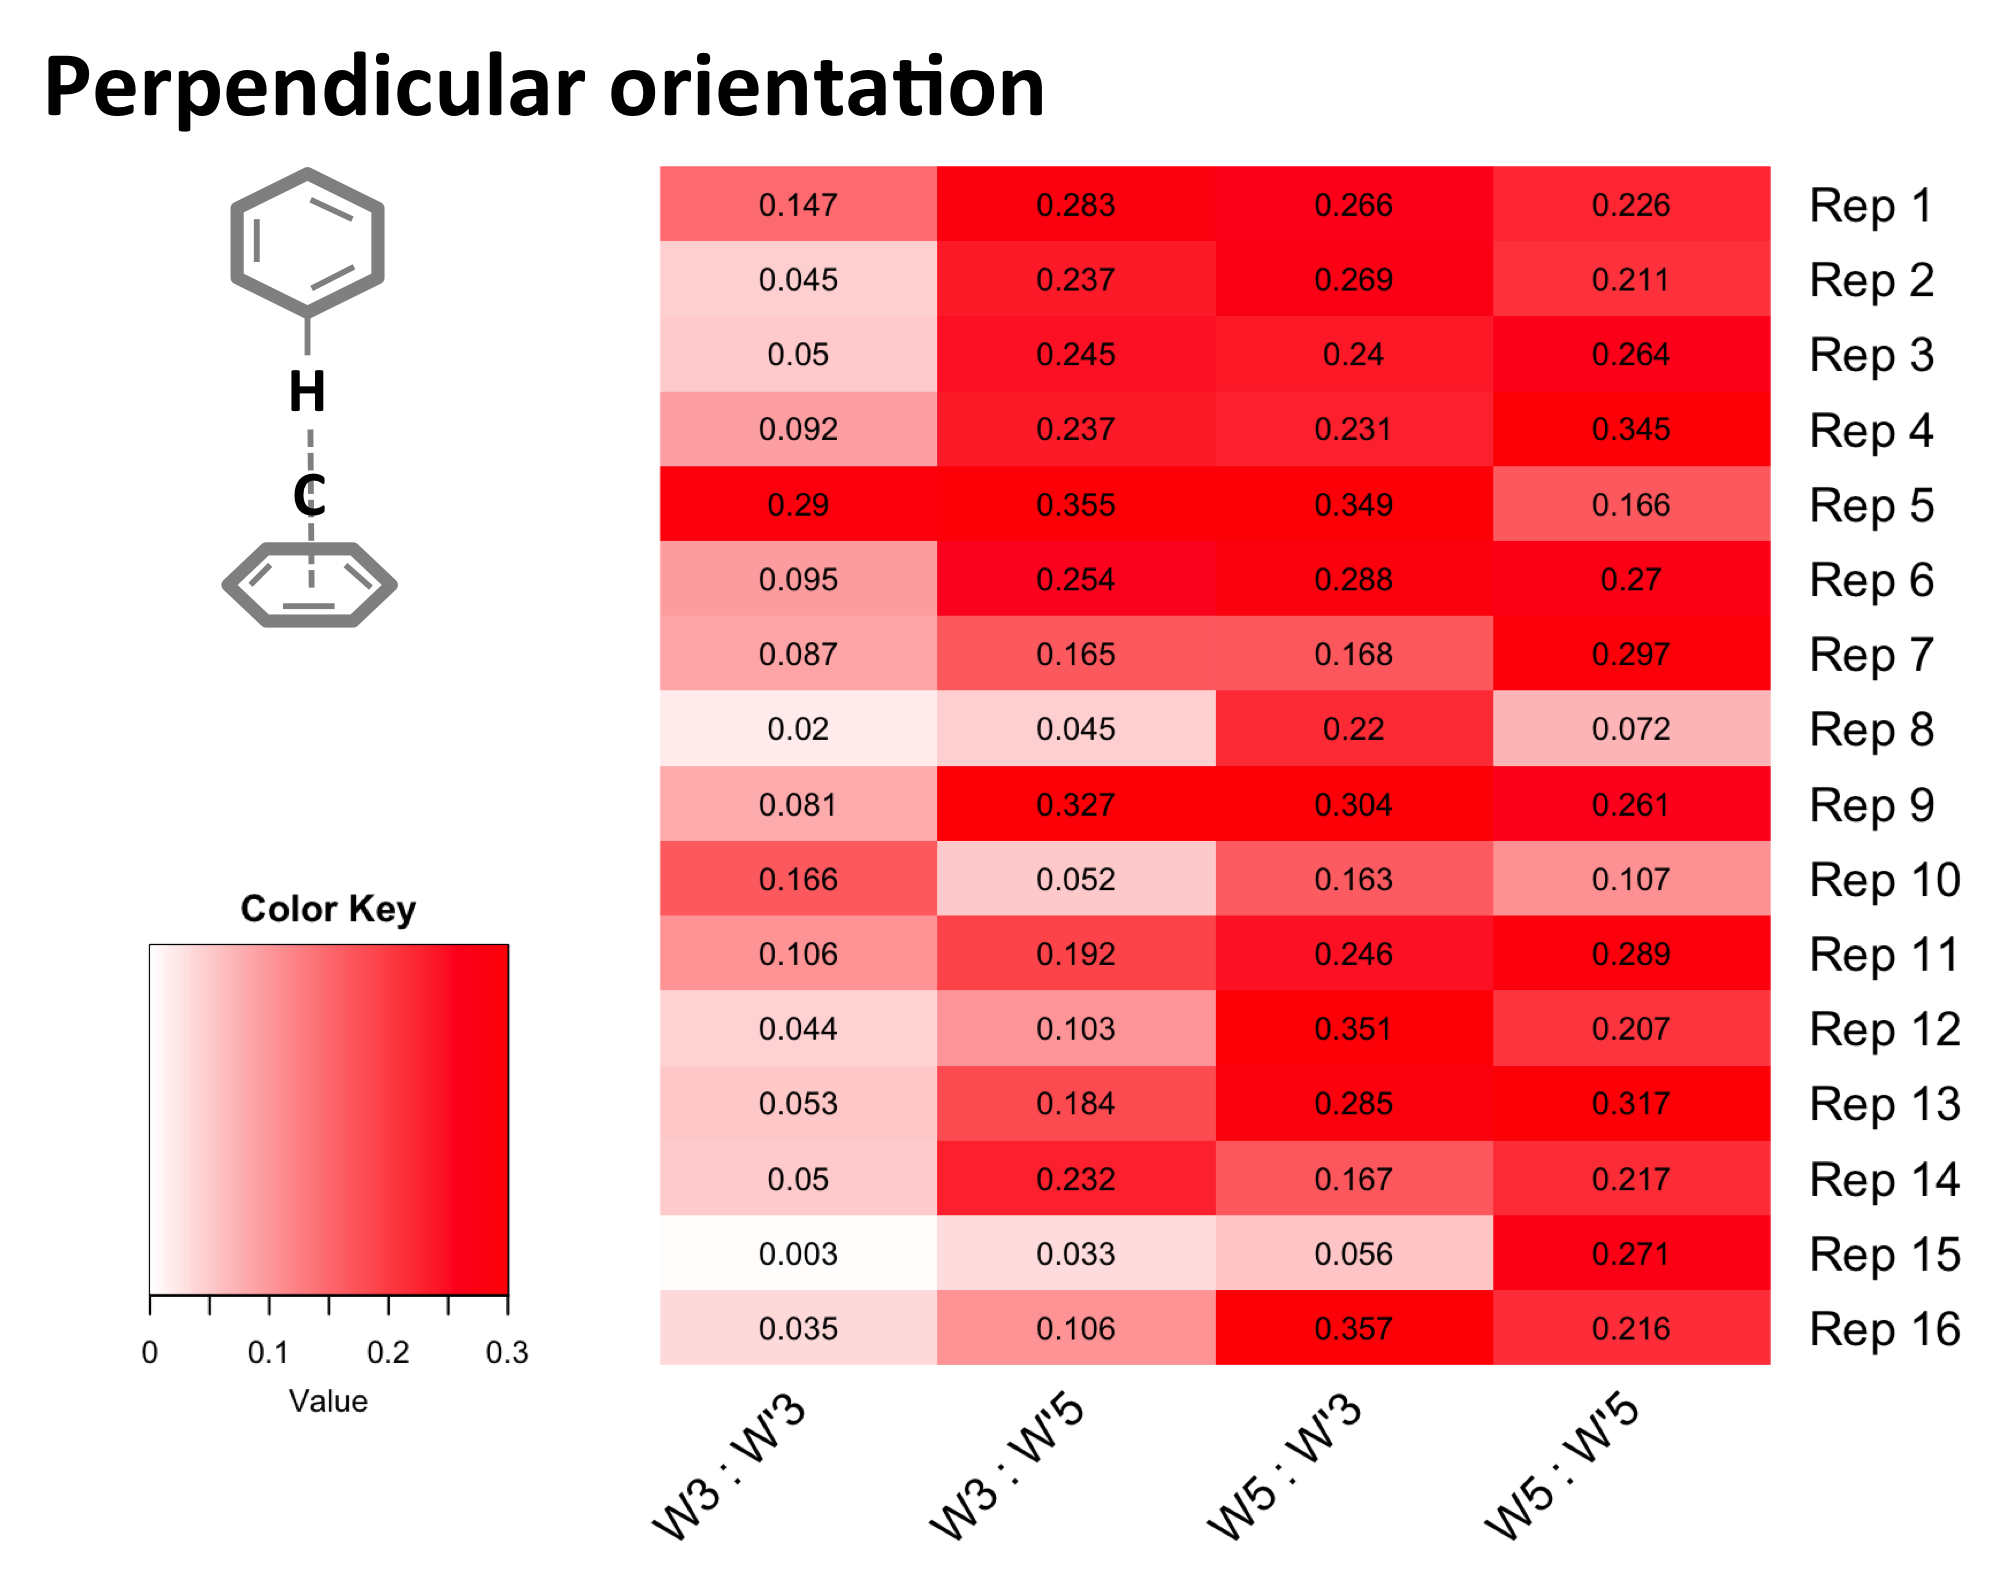 Perpendicular orientation
H
C
0.147 0.283 0.266 0.226 Rep 1
0.045 0.237 0.269 0.211 Rep 2
0.05 0.245 0.24 0.264 Rep 3
0.092 0.237 0.231 0.345 Rep 4
0.29 0.355 0.349 0.166 Rep 5
0.095 0.254 0.288 0.27 Rep 6
0.087 0.165 0.168 0.297 Rep 7
0.02 0.045 0.22 0.072 Rep 8
0.081 0.327 0.304 0.261 Rep 9
0.166 0.052 0.163 0.107 Rep 10
0.106 0.192 0.246 0.289 Rep 11
0.044 0.103 0.351 0.207 Rep 12
0.053 0.184 0.285 0.317 Rep 13
0.05 0.232 0.167 0.217 Rep 14
0.003 0.033 0.056 0.271 Rep 15
0.035 0.106 0.357 0.216 Rep 16
W3 : W'3 W3 : W'5 W5 : W'3 W5 : W'5
Color Key
0 0.1 0.2 0.3
Value